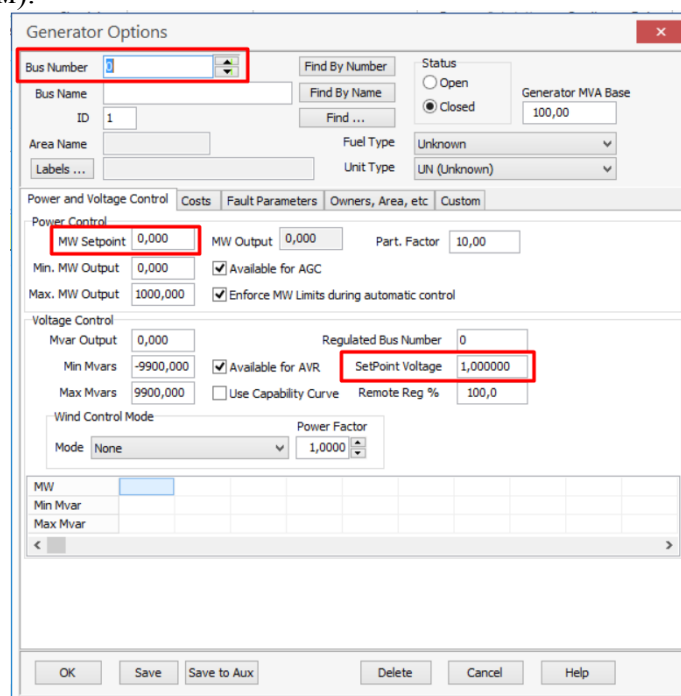 M).
Generator Options
Bus Number 0 Find By Number Status
Open
Bus Name Find By Name Generator MVA Base
Closed
ID 1 Find ... 100,00
Area Name Fuel Type Unknown
Labels ... Unit Type UN (Unknown)
Power and Voltage Control Costs Fault Parameters Owners, Area, etc Custom
Power Control
MW Setpoint 0,000 MW Output 0,000 Part. Factor 10,00
Min. MW Output 0,000 Available for AGC
Max. MW Output 1000,000 Enforce MW Limits during automatic control
Voltage Control
Mvar Output 0,000 Regulated Bus Number 0
Min Mvars -9900,000 Available for AVR SetPoint Voltage 1,000000
Max Mvars 9900,000 Use Capability Curve Remote Reg % 100,0
Wind Control Mode
Power Factor
Mode None 1,0000
MW
Min Mvar
Max Mvar
OK Save Save to Aux Delete Cancel Help